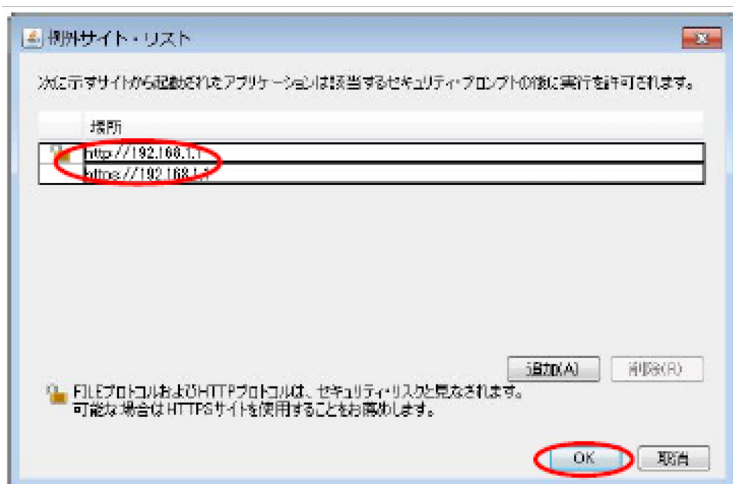 例外サイト・リスト
次に示すサイトから起動されたアプリケーションは該当するセキュリティ・プロンプトの後に実行を許可されます。
場所
http://192.168.1.1
https://192.168.1.1
追加(A)
削除(R)
FILEプロトコルおよびHTTPプロトコルは、セキュリティ・リスクと見なされます。
可能な場合はHTTPSサイトを使用することをお薦めします。
OK
取消